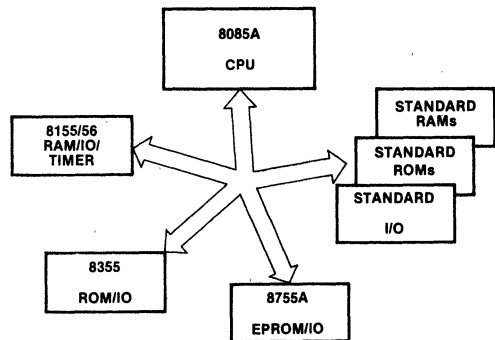 8085A
CPU
8155/56
RAM/IO/
TIMER
STANDARD
RAMs
STANDARD
ROMs
STANDARD
I/O
8355
ROM/IO
8755A
EPROM/IO